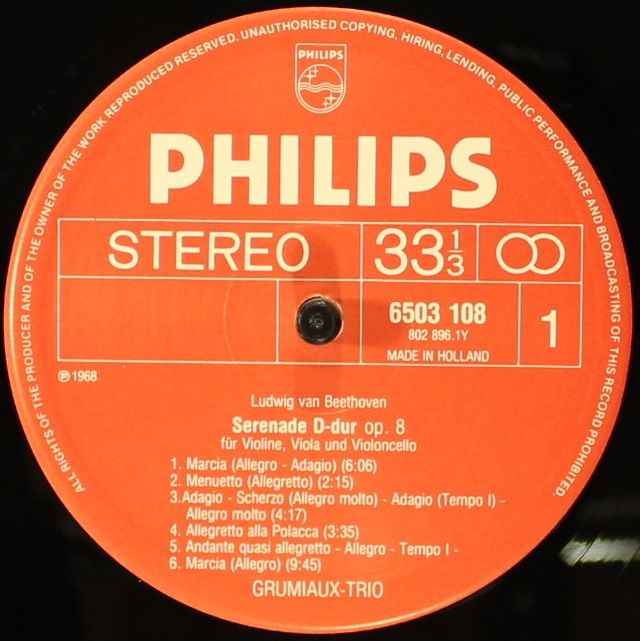 ALL RIGHTS OF THE PRODUCER AND OF THE OWNER OF THE WORK REPRODUCED RESERVED. UNAUTHORISED COPYING, HIRING, LENDING, PUBLIC PERFORMANCE AND BROADCASTING OF THIS RECORD PROHIBITED.
PHILIPS
PHILIPS
STEREO 33 1/3
6503 108 1
802 896.1Y
MADE IN HOLLAND
Ⓟ1968
Ludwig van Beethoven
Serenade D-dur op. 8
für Violine, Viola und Violoncello
1. Marcia (Allegro - Adagio) (6:06)
2. Menuetto (Allegretto) (2:15)
3.Adagio - Scherzo (Allegro molto) - Adagio (Tempo I) -
Allegro molto (4:17)
4. Allegretto alla Polacca (3:35)
5. Andante quasi allegretto - Allegro - Tempo I -
6. Marcia (Allegro) (9:45)
GRUMIAUX-TRIO